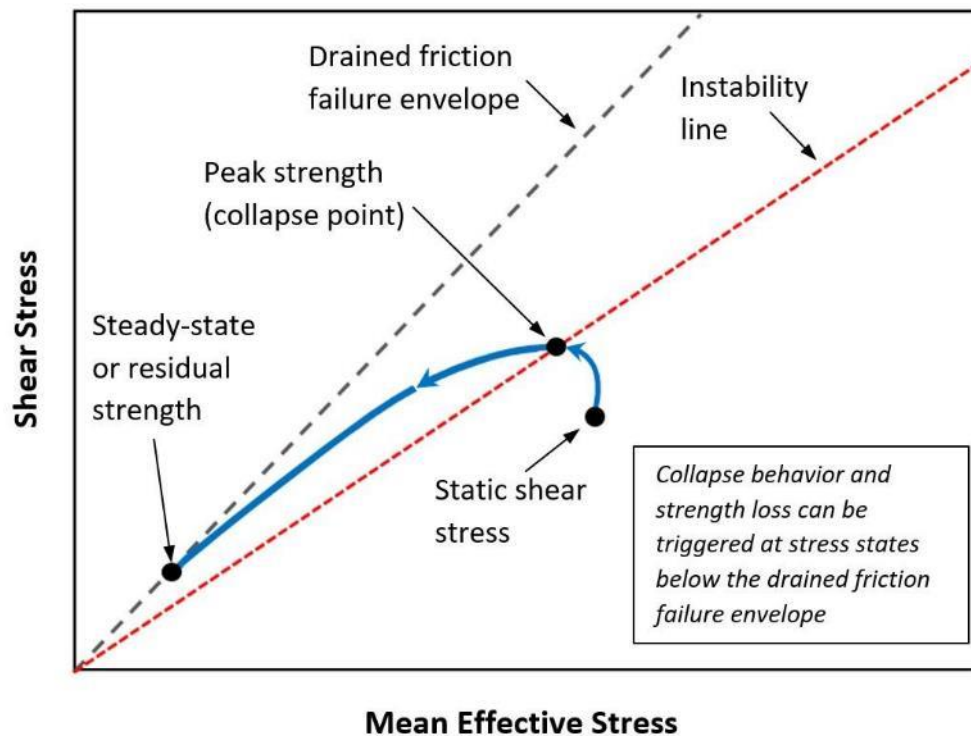 Drained friction
failure envelope
Instability
line
Peak strength
(collapse point)
Steady-state
or residual
strength
Static shear
stress
Collapse behavior and
strength loss can be
triggered at stress states
below the drained friction
failure envelope
Shear Stress
Mean Effective Stress